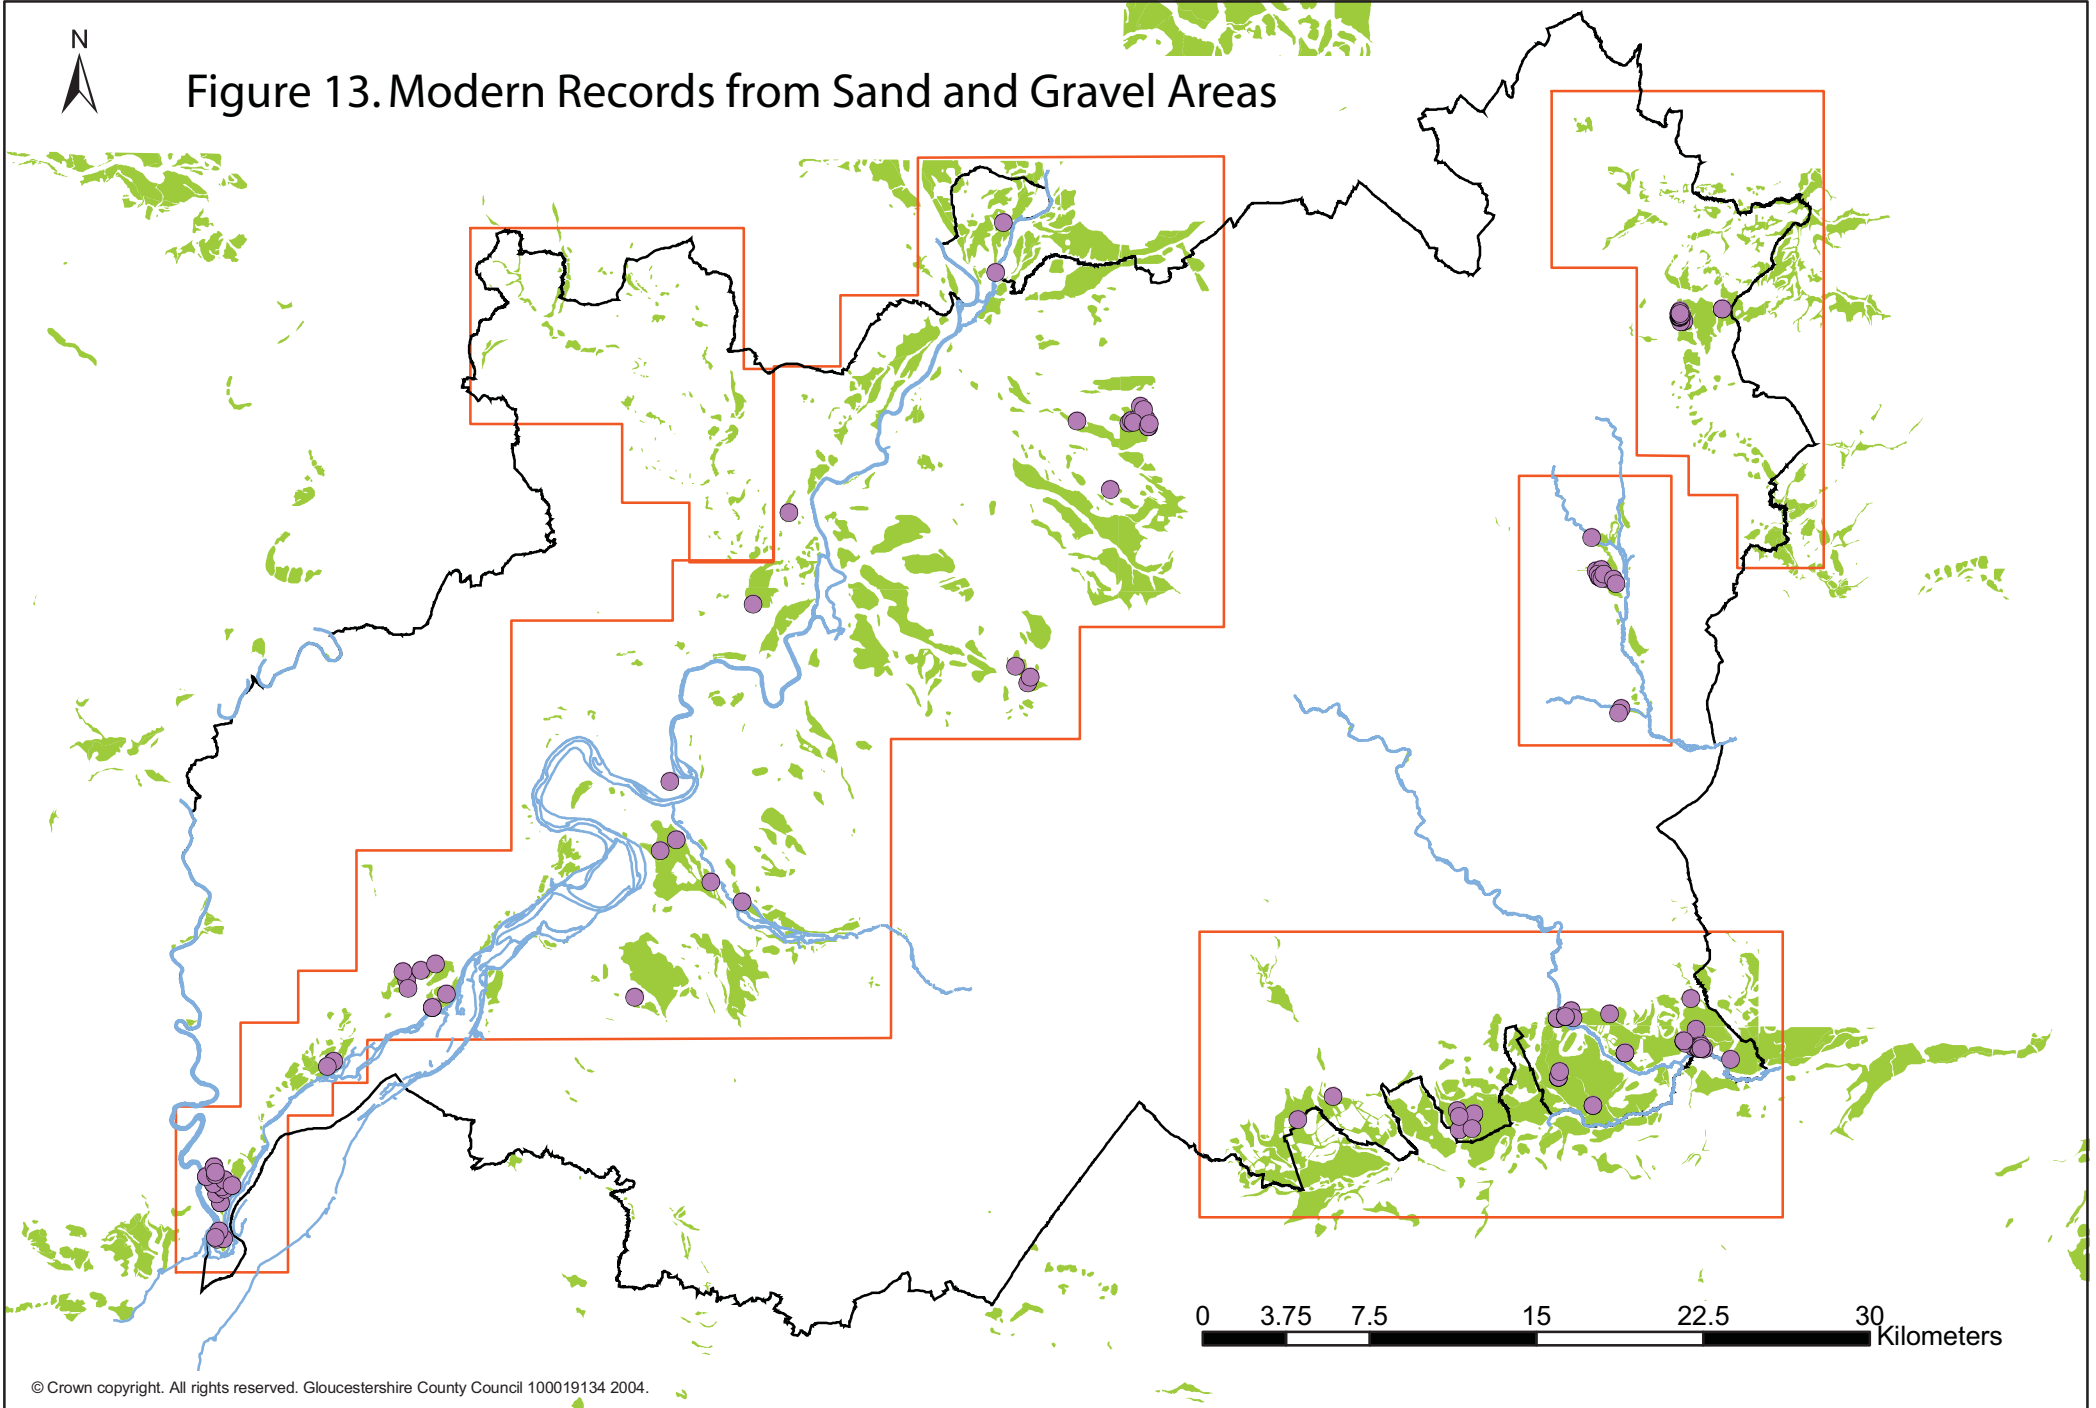 N
Figure 13. Modern Records from Sand and Gravel Areas
0 3.75 7.5 15 22.5 30
Kilometers
© Crown copyright. All rights reserved. Gloucestershire County Council 100019134 2004.